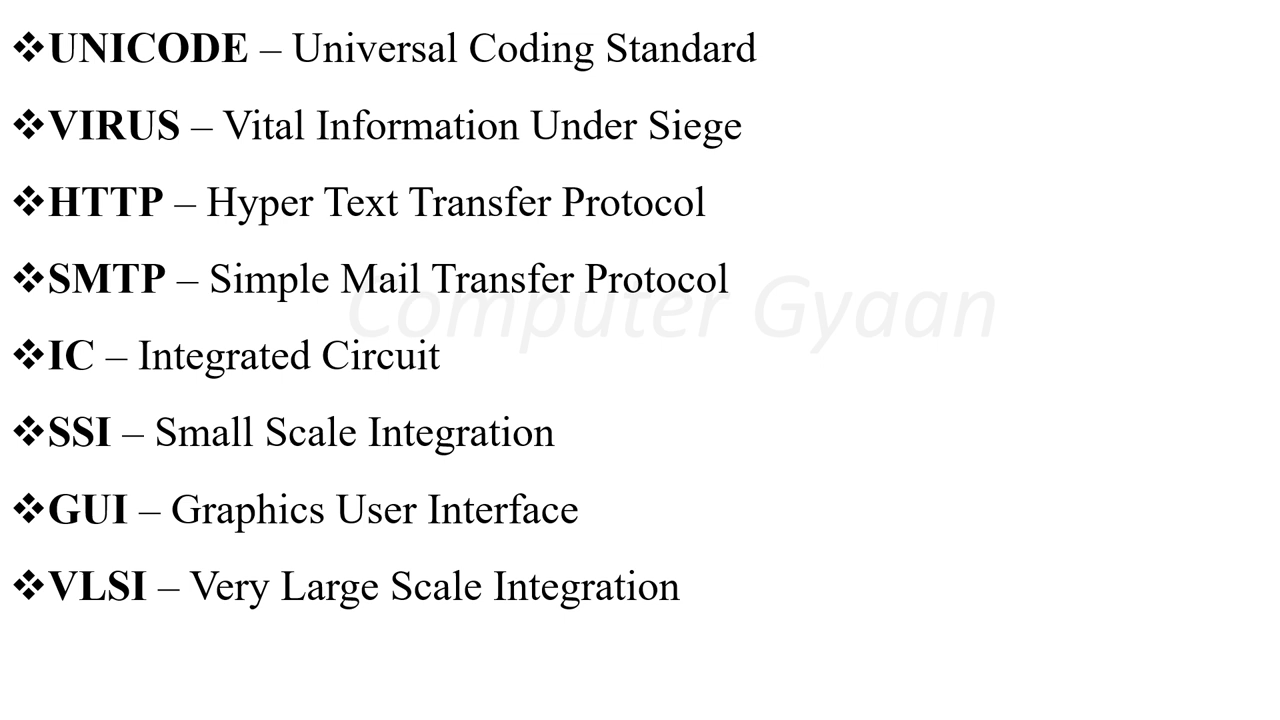 ❖UNICODE – Universal Coding Standard
❖VIRUS – Vital Information Under Siege
❖HTTP – Hyper Text Transfer Protocol
❖SMTP – Simple Mail Transfer Protocol
Computer Gyaan
❖IC – Integrated Circuit
❖SSI – Small Scale Integration
❖GUI – Graphics User Interface
❖VLSI – Very Large Scale Integration